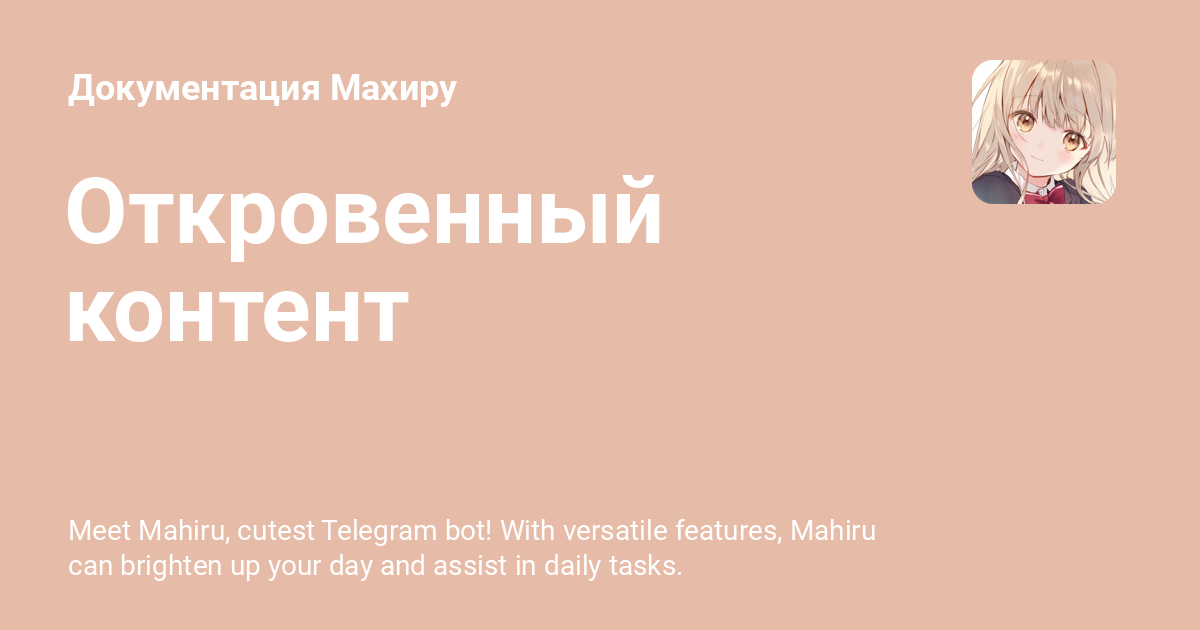 Документация Махиру
Откровенный
контент
Meet Mahiru, cutest Telegram bot! With versatile features, Mahiru
can brighten up your day and assist in daily tasks.